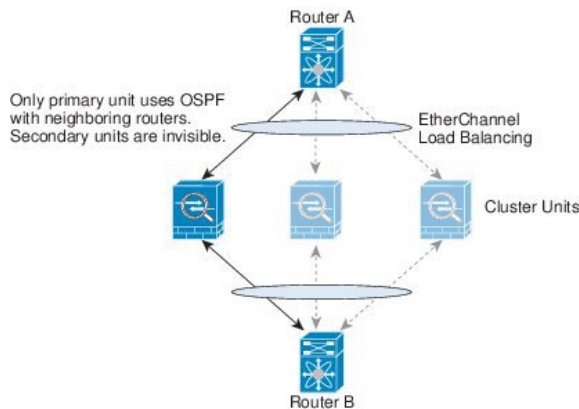 Router A
Only primary unit uses OSPF
with neighboring routers.
Secondary units are invisible.
EtherChannel
Load Balancing
Cluster Units
Router B